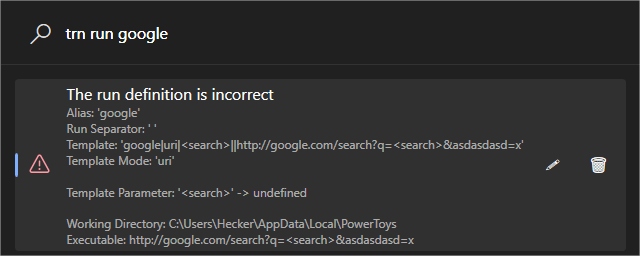 trn run google
The run definition is incorrect
Alias: 'google'
Run Separator: ' '
Template: 'google|uri|<search>||http://google.com/search?q=<search>&asdasdasd=x'
Template Mode: 'uri'
Template Parameter: '<search>' -> undefined
Working Directory: C:\Users\Hecker\AppData\Local\PowerToys
Executable: http://google.com/search?q=<search>&asdasdasd=x